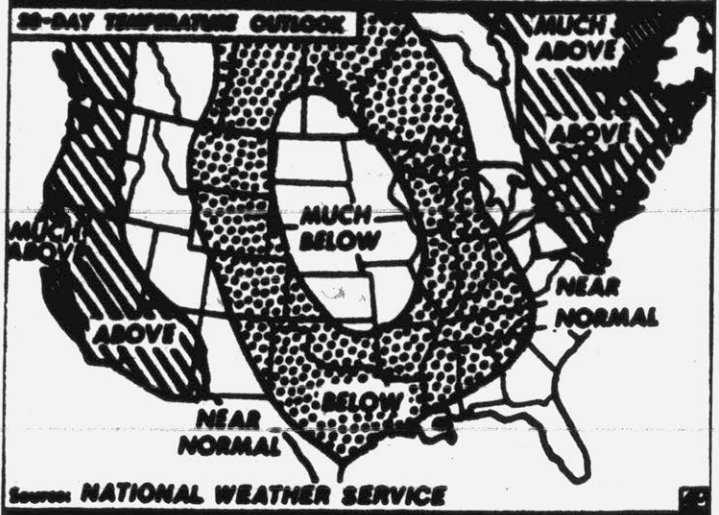 30-DAY TEMPERATURE OUTLOOK
MUCH
ABOVE
ABOVE
MUCH
BELOW
MUCH
ABOVE
NEAR
NORMAL
ABOVE
BELOW
NEAR
NORMAL
Source: NATIONAL WEATHER SERVICE